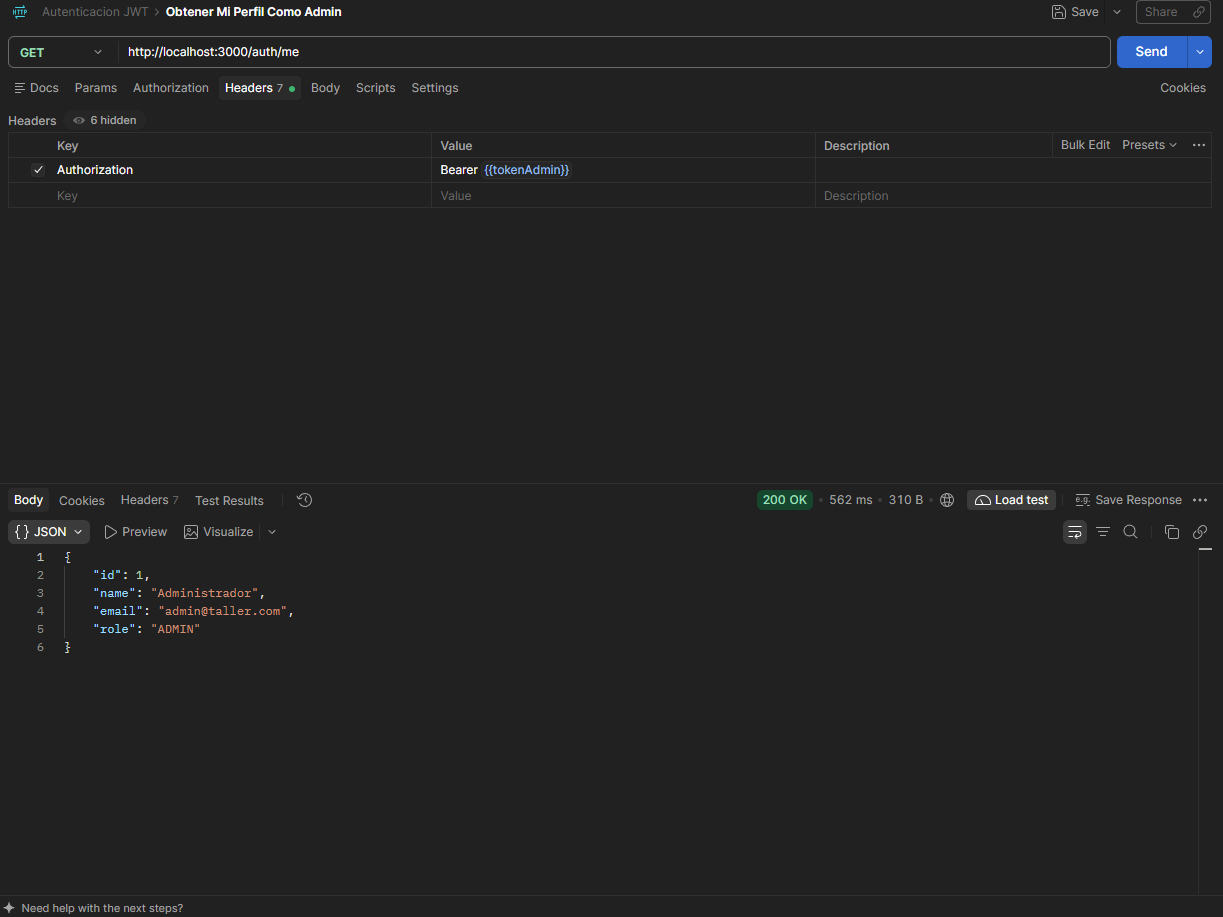 HTTP Autenticacion JWT > Obtener Mi Perfil Como Admin Save Share
GET http://localhost:3000/auth/me Send
Docs Params Authorization Headers 7 Body Scripts Settings Cookies
Headers 6 hidden
Key Value Description Bulk Edit Presets
Authorization Bearer {{tokenAdmin}}
Key Value Description
Body Cookies Headers 7 Test Results 200 OK 562 ms 310 B Load test e.g. Save Response
{} JSON Preview Visualize
1 {
2 "id": 1,
3 "name": "Administrador",
4 "email": "admin@taller.com",
5 "role": "ADMIN"
6 }
Need help with the next steps?